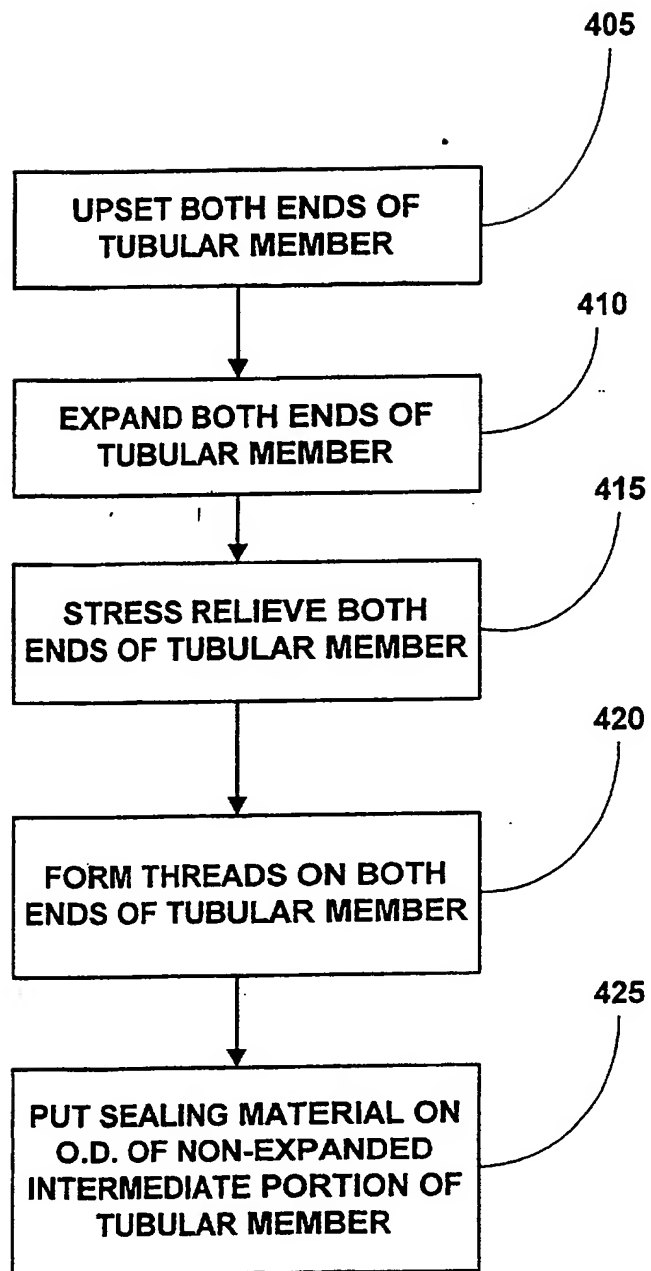 405
UPSET BOTH ENDS OF
TUBULAR MEMBER
410
EXPAND BOTH ENDS OF
TUBULAR MEMBER
415
STRESS RELIEVE BOTH
ENDS OF TUBULAR MEMBER
420
FORM THREADS ON BOTH
ENDS OF TUBULAR MEMBER
425
PUT SEALING MATERIAL ON
O.D. OF NON-EXPANDED
INTERMEDIATE PORTION OF
TUBULAR MEMBER